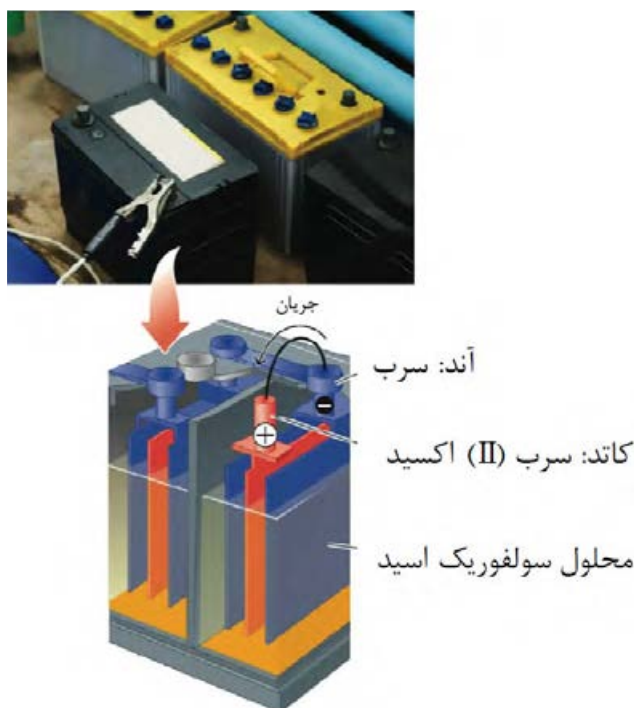 جریان
آند: سرب
−
+
کاتد: سرب (II) اکسید
محلول سولفوریک اسید